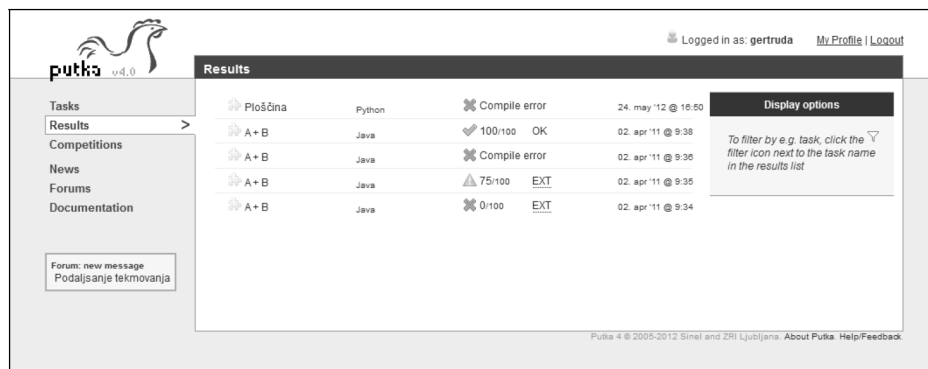 putka v4.0
Logged in as: gertruda My Profile | Logout
Results
Tasks
Results >
Competitions
News
Forums
Documentation
Forum: new message
Podaljsanje tekmovanja
Ploščina Python Compile error 24. may '12 @ 16:50
A + B Java 100/100 OK 02. apr '11 @ 9:38
A + B Java Compile error 02. apr '11 @ 9:36
A + B Java 75/100 EXT 02. apr '11 @ 9:35
A + B Java 0/100 EXT 02. apr '11 @ 9:34
Display options
To filter by e.g. task, click the
filter icon next to the task name
in the results list
Putka 4 © 2005-2012 Sinel and ZRI Ljubljana. About Putka. Help/Feedback.